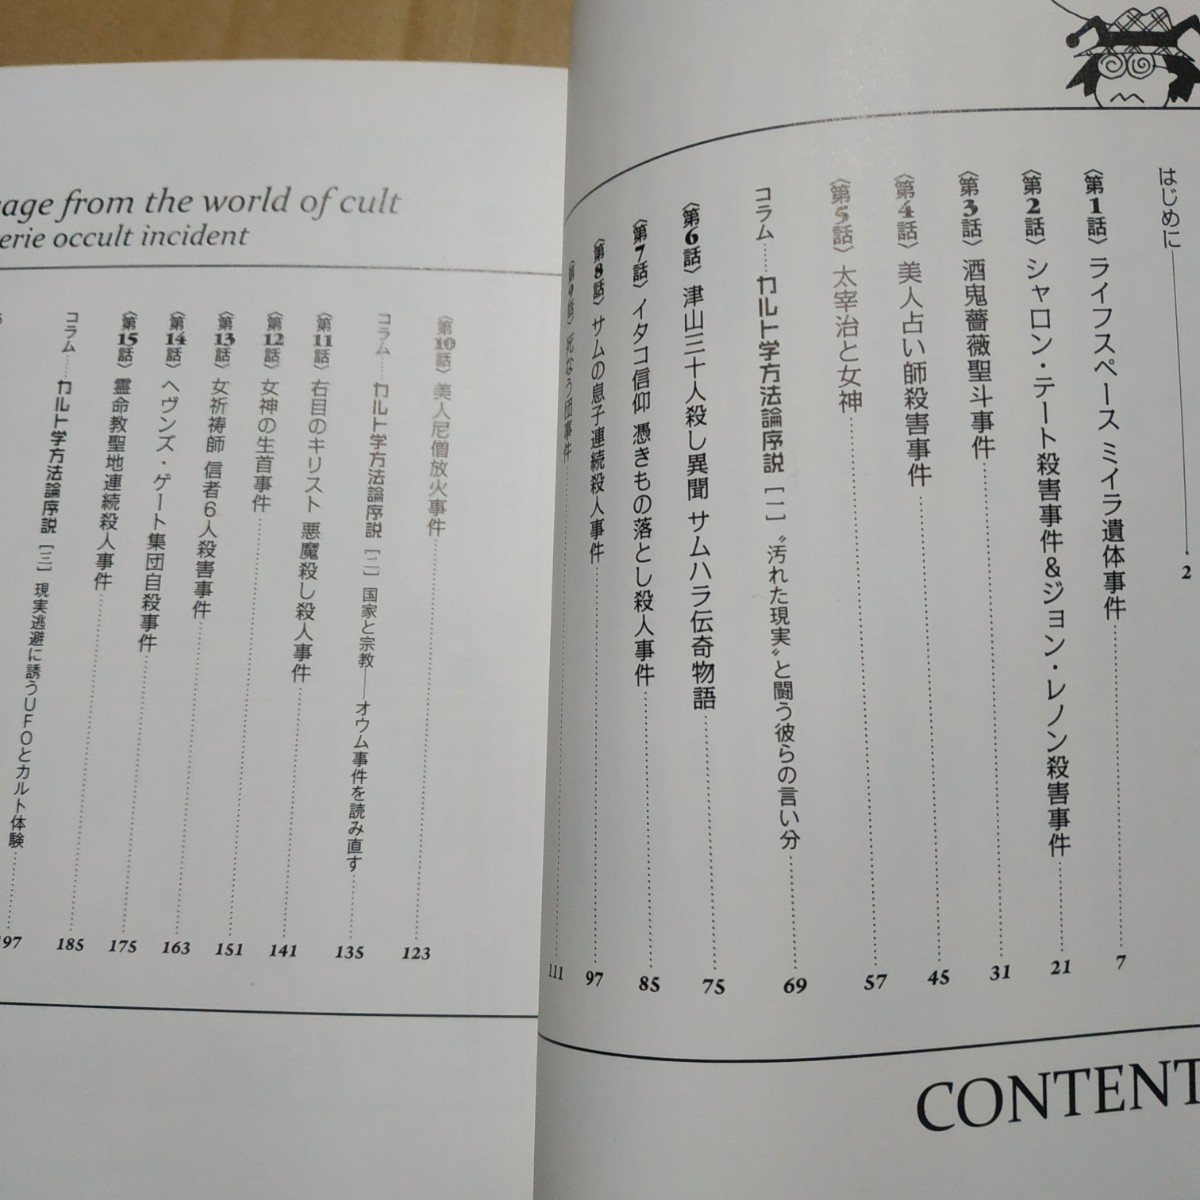 はじめに 2
〈第1話〉ライフスペース ミイラ遺体事件 7
〈第2話〉シャロン・テート殺害事件&ジョン・レノン殺害事件 21
〈第3話〉酒鬼薔薇聖斗事件 31
〈第4話〉美人占い師殺害事件 45
〈第5話〉太宰治と女神 57
コラム……カルト学方法論序説［一］〝汚れた現実〟と闘う彼らの言い分 69
〈第6話〉津山三十人殺し異聞 サムハラ伝奇物語 75
〈第7話〉イタコ信仰 憑きもの落とし殺人事件 85
〈第8話〉サムの息子連続殺人事件 97
〈第9話〉死なう団事件 111
CONTENT
age from the world of cult
erie occult incident
〈第10話〉美人尼僧放火事件 123
コラム……カルト学方法論序説［二］国家と宗教――オウム事件を読み直す 135
〈第11話〉右目のキリスト 悪魔殺し殺人事件 141
〈第12話〉女神の生首事件 151
〈第13話〉女祈祷師 信者6人殺害事件 163
〈第14話〉ヘヴンズ・ゲート集団自殺事件 175
〈第15話〉霊命教聖地連続殺人事件 185
コラム……カルト学方法論序説［三］現実逃避に誘うUFOとカルト体験 197